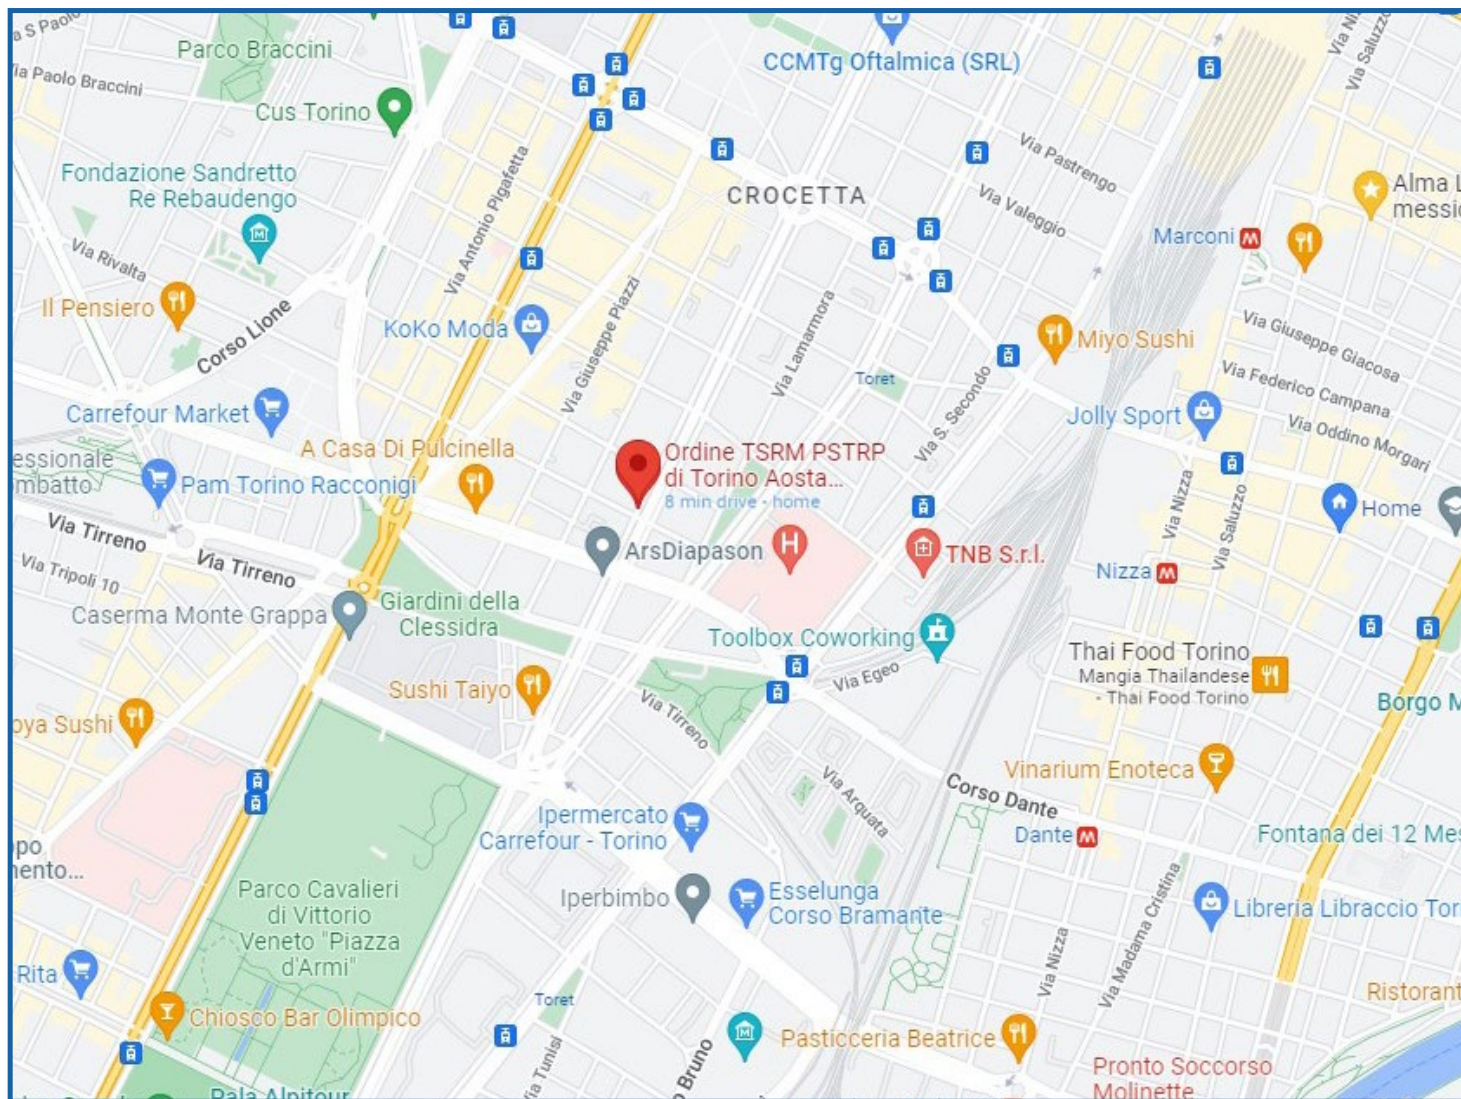 a S Paolo
Parco Braccini
CCMTg Oftalmica (SRL)
Via Saluzzo
ia Paolo Braccini
Cus Torino
Via Antonio Pigafetta
Via Pastrengo
Fondazione Sandretto
Re Rebaudengo
CROCETTA
Via Valeggio
Alma L
messic
Via Rivalta
Marconi
Il Pensiero
Corso Lione
KoKo Moda
Via Giuseppe Piazzi
Via Lamarmora
Miyo Sushi
Via Giuseppe Giacosa
Toret
Via S. Secondo
Via Federico Campana
Carrefour Market
Jolly Sport
Via Oddino Morgari
A Casa Di Pulcinella
Ordine TSRM PSTRP
di Torino Aosta...
8 min drive - home
essionale
mbatto
Pam Torino Racconigi
Via Nizza
Via Saluzzo
Home
Via Tirreno
Via Tirreno
ArsDiapason
H
TNB S.r.l.
Via Tripoli 10
Nizza
Caserma Monte Grappa
Giardini della
Clessidra
Toolbox Coworking
Thai Food Torino
Mangia Thailandese
- Thai Food Torino
Via Egeo
Sushi Taiyo
Via Tirreno
Borgo M
oya Sushi
Vinarium Enoteca
Via Arquata
Corso Dante
Ipermercato
Carrefour - Torino
Dante
Fontana dei 12 Mes
po
nento...
Parco Cavalieri
di Vittorio
Veneto "Piazza
d'Armi"
Iperbimbo
Esselunga
Corso Bramante
Via Madama Cristina
Libreria Libraccio Tor
Rita
Via Nizza
Toret
Ristorant
Chiosco Bar Olimpico
Via Tunisi
o Bruno
Pasticceria Beatrice
Pronto Soccorso
Molinette
Pala Alpitour